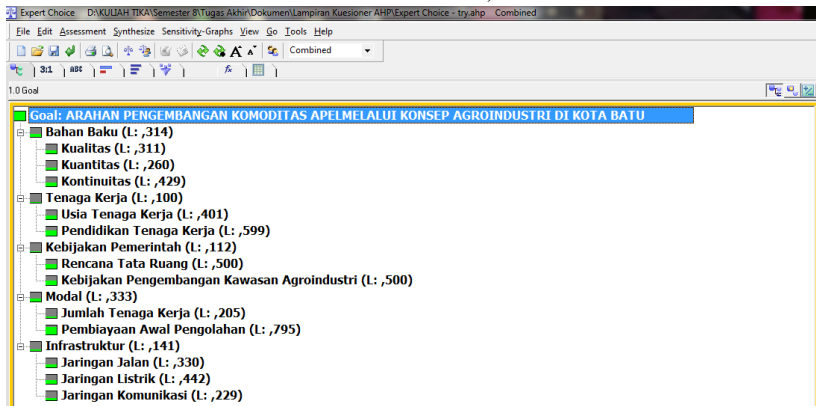 Expert Choice D:\KULIAH TIKA\Semester 8\Tugas Akhir\Dokumen\Lampiran Kuesioner AHP\Expert Choice - try.ahp Combined
File Edit Assessment Synthesize Sensitivity-Graphs View Go Tools Help
A A Combined
3:1 ABC fx
1.0 Goal
Goal: ARAHAN PENGEMBANGAN KOMODITAS APELMELALUI KONSEP AGROINDUSTRI DI KOTA BATU
Bahan Baku (L: ,314)
Kualitas (L: ,311)
Kuantitas (L: ,260)
Kontinuitas (L: ,429)
Tenaga Kerja (L: ,100)
Usia Tenaga Kerja (L: ,401)
Pendidikan Tenaga Kerja (L: ,599)
Kebijakan Pemerintah (L: ,112)
Rencana Tata Ruang (L: ,500)
Kebijakan Pengembangan Kawasan Agroindustri (L: ,500)
Modal (L: ,333)
Jumlah Tenaga Kerja (L: ,205)
Pembiayaan Awal Pengolahan (L: ,795)
Infrastruktur (L: ,141)
Jaringan Jalan (L: ,330)
Jaringan Listrik (L: ,442)
Jaringan Komunikasi (L: ,229)